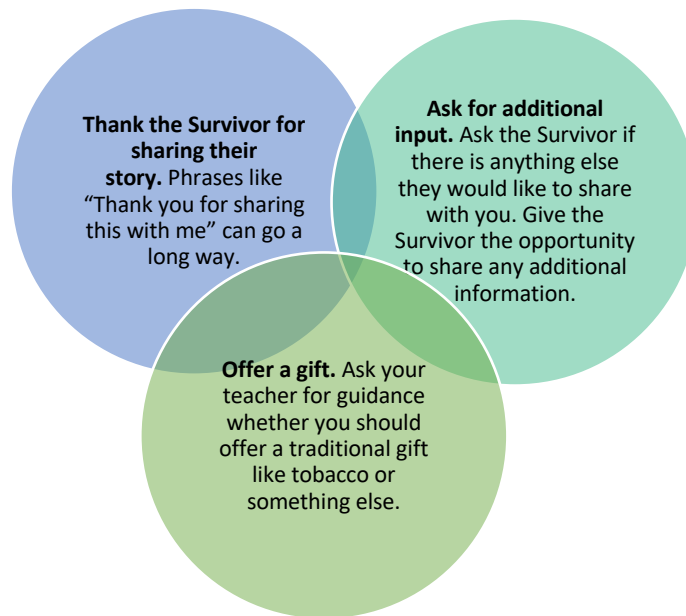 Thank the Survivor for
sharing their
story. Phrases like
“Thank you for sharing
this with me” can go a
long way.
Ask for additional
input. Ask the Survivor if
there is anything else
they would like to share
with you. Give the
Survivor the opportunity
to share any additional
information.
Offer a gift. Ask your
teacher for guidance
whether you should
offer a traditional gift
like tobacco or
something else.